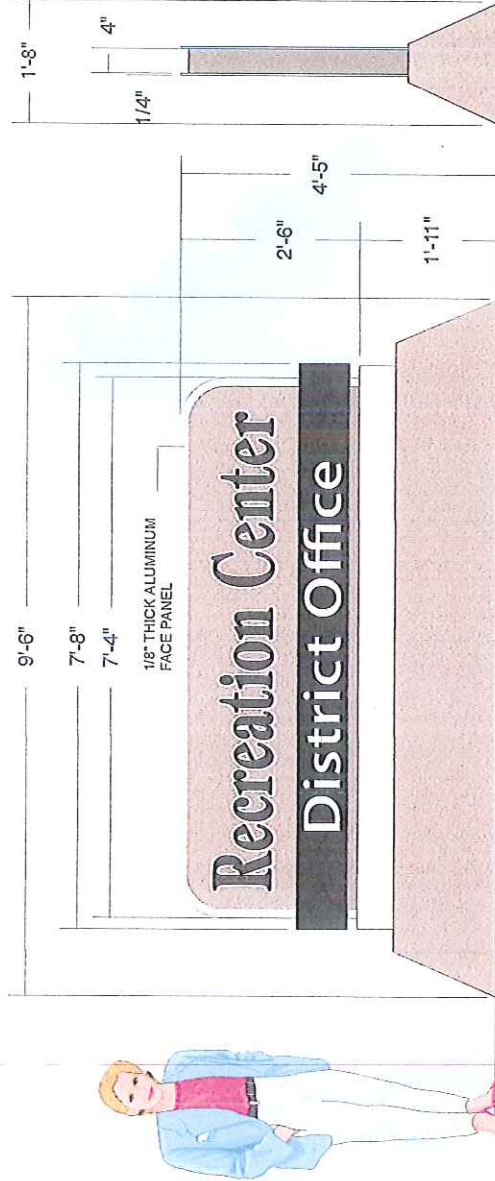 9'-6"
7'-8"
7'-4"
1/8" THICK ALUMINUM
FACE PANEL
Recreation Center
District Office
2'-6"
4'-5"
1'-11"
1'-8"
4"
1/4"